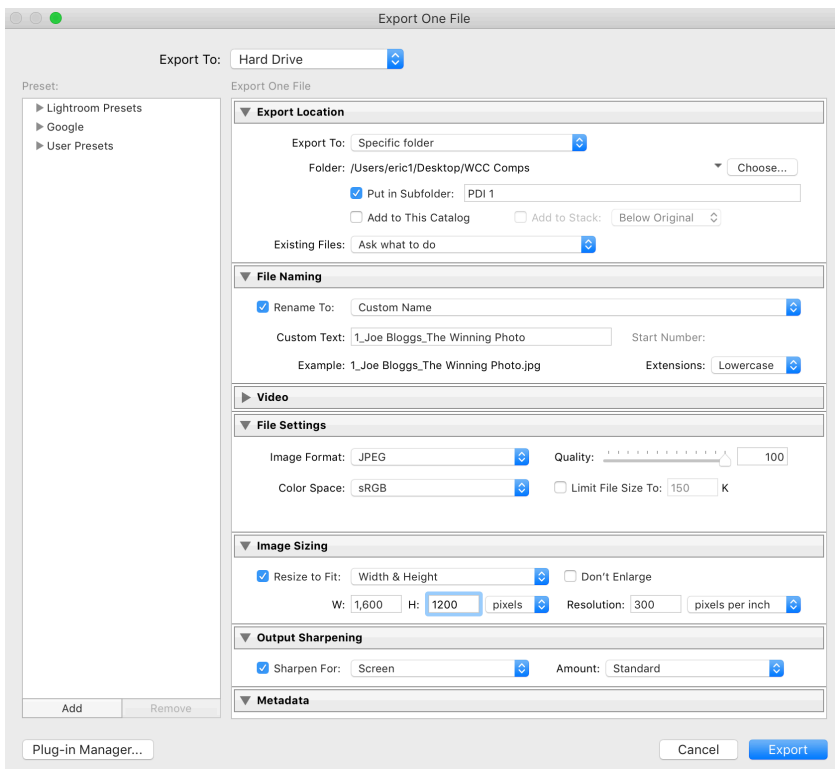 Export One File
Export To: Hard Drive
Preset:
Lightroom Presets
Google
User Presets
Add Remove
Export One File
Export Location
Export To: Specific folder
Folder: /Users/eric1/Desktop/WCC Comps Choose...
Put in Subfolder: PDI 1
Add to This Catalog Add to Stack: Below Original
Existing Files: Ask what to do
File Naming
Rename To: Custom Name
Custom Text: 1_Joe Bloggs_The Winning Photo Start Number:
Example: 1_Joe Bloggs_The Winning Photo.jpg Extensions: Lowercase
Video
File Settings
Image Format: JPEG Quality: 100
Color Space: sRGB Limit File Size To: 150 K
Image Sizing
Resize to Fit: Width & Height Don't Enlarge
W: 1,600 H: 1200 pixels Resolution: 300 pixels per inch
Output Sharpening
Sharpen For: Screen Amount: Standard
Metadata
Plug-in Manager... Cancel Export